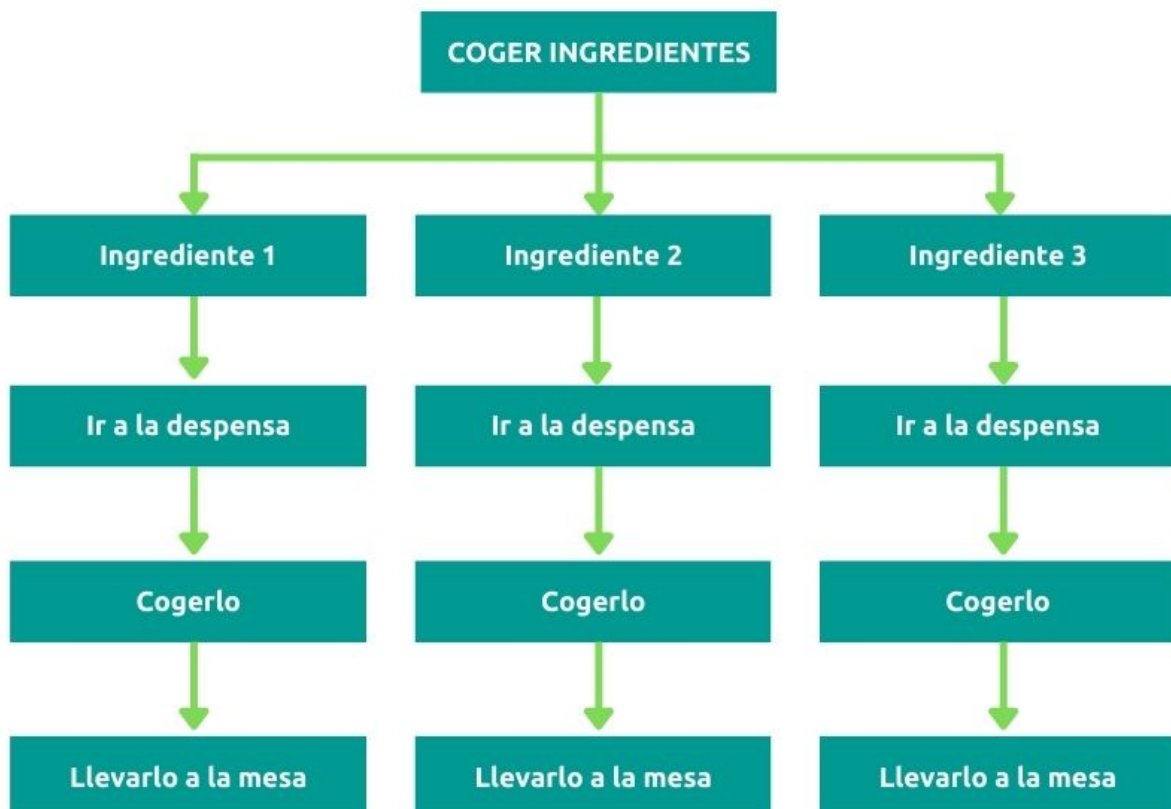 COGER INGREDIENTES
Ingrediente 1
Ingrediente 2
Ingrediente 3
Ir a la despensa
Ir a la despensa
Ir a la despensa
Cogerlo
Cogerlo
Cogerlo
Llevarlo a la mesa
Llevarlo a la mesa
Llevarlo a la mesa